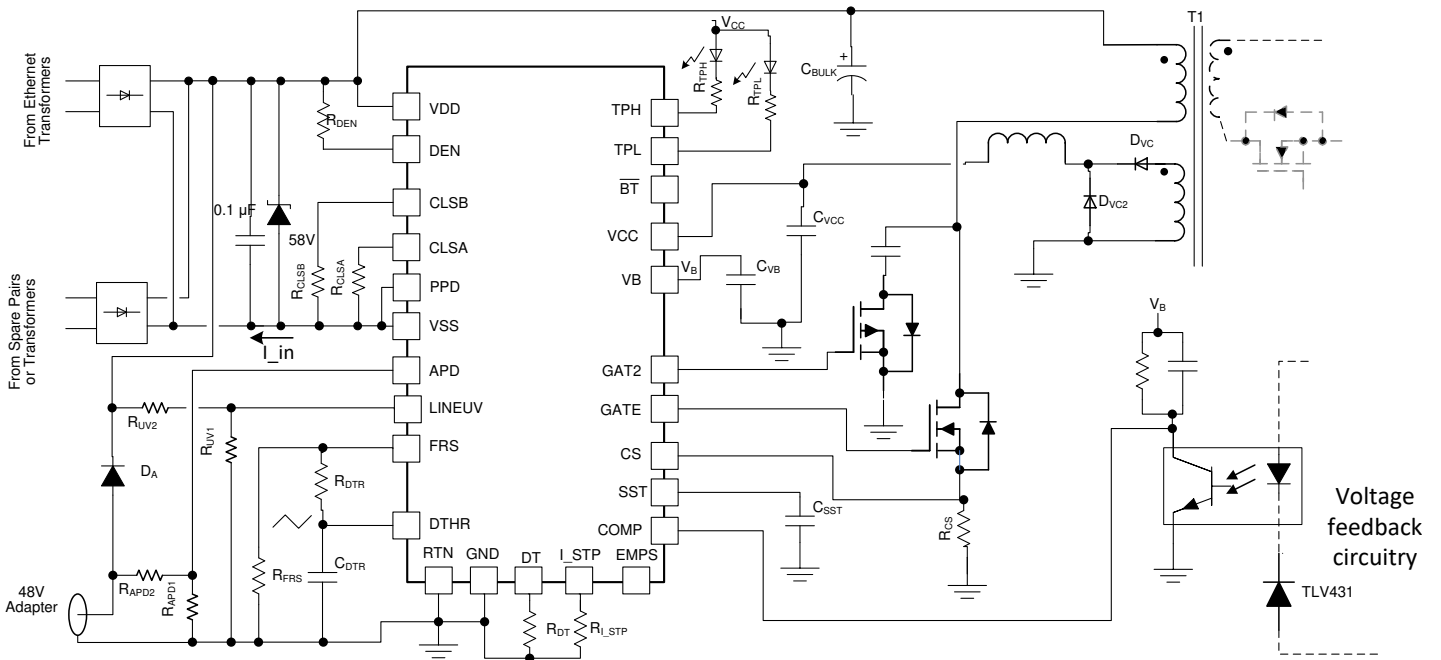 From Ethernet
Transformers
From Spare Pairs
or Transformers
48V
Adapter
0.1 µF
58V
I_in
RDEN
RCLSB
RCLSA
RUV2
RUV1
DA
RAPD2
RAPD1
RFRS
RDTR
CDTR
VDD
DEN
CLSB
CLSA
PPD
VSS
APD
LINEUV
FRS
DTHR
RTN
GND
DT
I_STP
EMPS
RDT
RI_STP
TPH
TPL
BT
VCC
VB
GAT2
GATE
CS
SST
COMP
VCC
RTPH
RTPL
CBULK
+
VB
CVB
CVCC
CSST
RCS
T1
DVC
DVC2
VB
Voltage
feedback
circuitry
TLV431